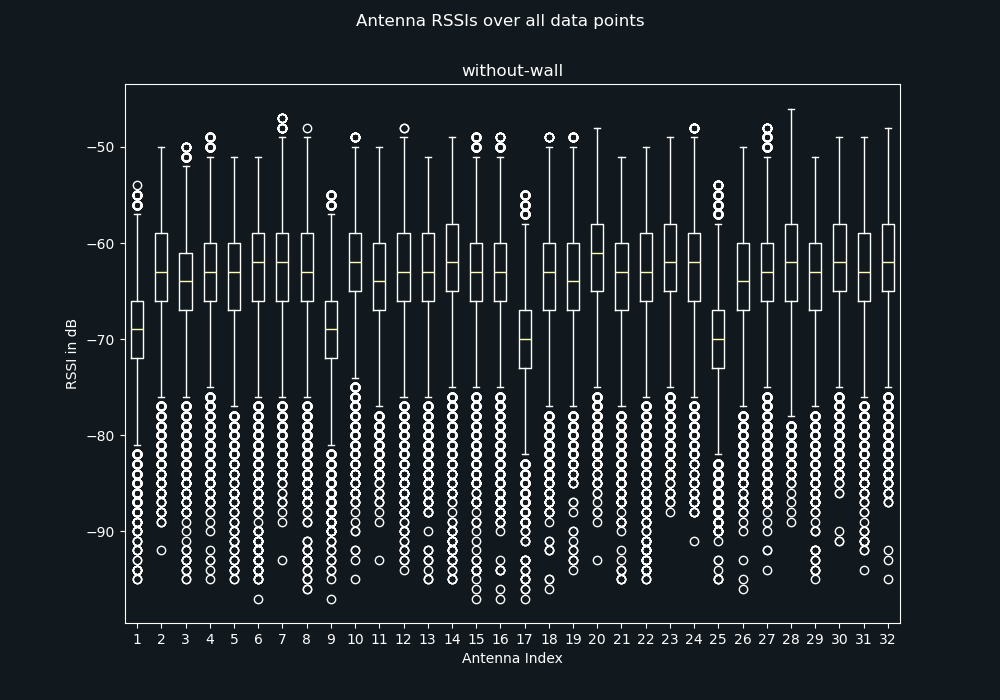 Antenna RSSIs over all data points
without-wall
RSSI in dB
−50
−60
−70
−80
−90
1 2 3 4 5 6 7 8 9 10 11 12 13 14 15 16 17 18 19 20 21 22 23 24 25 26 27 28 29 30 31 32
Antenna Index